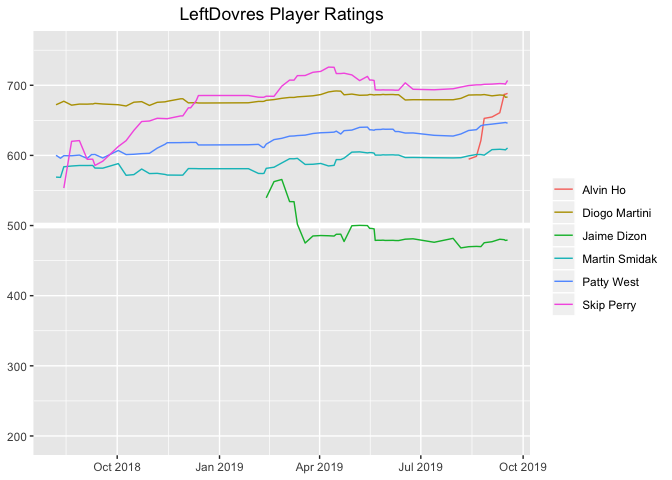 LeftDovres Player Ratings
700
600
500
400
300
200
Oct 2018
Jan 2019
Apr 2019
Jul 2019
Oct 2019
Alvin Ho
Diogo Martini
Jaime Dizon
Martin Smidak
Patty West
Skip Perry